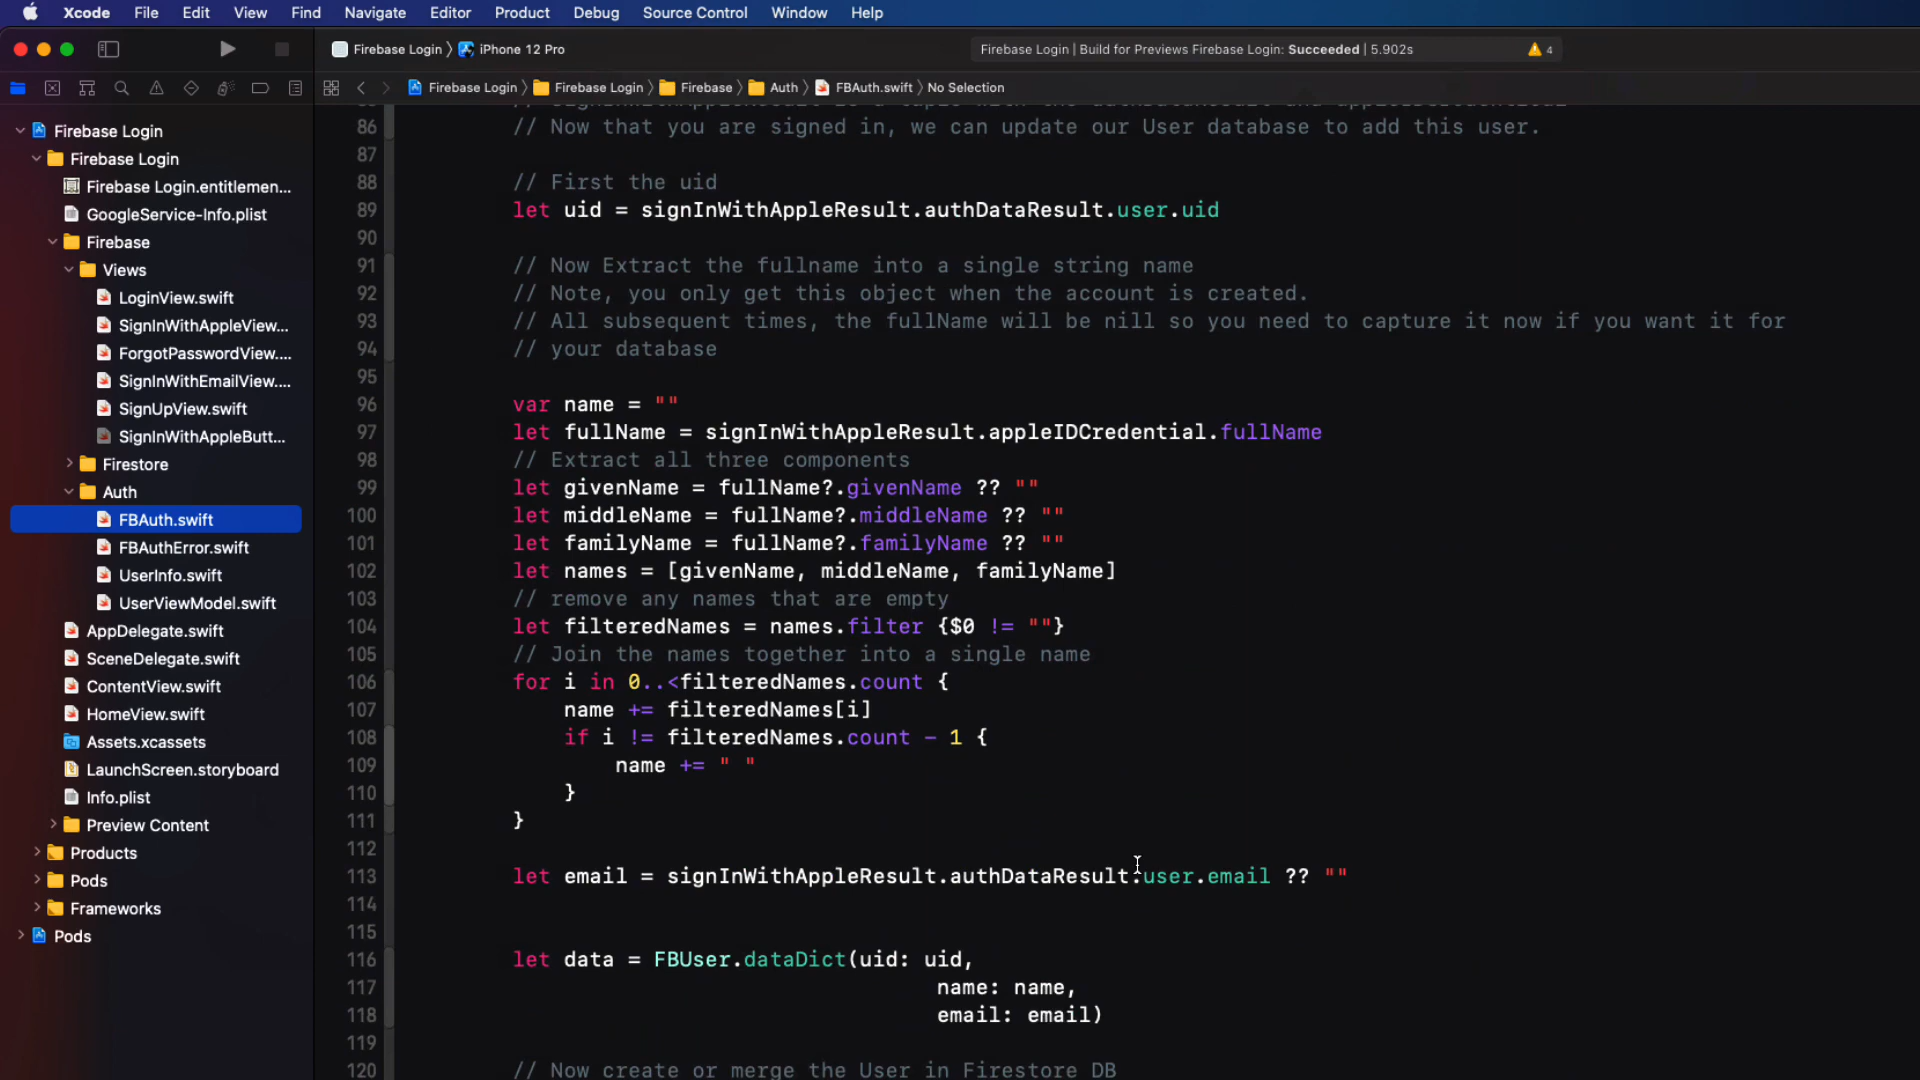 Xcode File Edit View Find Navigate Editor Product Debug Source Control Window Help
Firebase Login 〉 iPhone 12 Pro
Firebase Login | Build for Previews Firebase Login: Succeeded | 5.902s
4
Firebase Login 〉 Firebase Login 〉 Firebase 〉 Auth 〉 FBAuth.swift 〉 No Selection
Firebase Login
Firebase Login
Firebase Login.entitlemen...
GoogleService-Info.plist
Firebase
Views
LoginView.swift
SignInWithAppleView...
ForgotPasswordView....
SignInWithEmailView....
SignUpView.swift
SignInWithAppleButt...
Firestore
Auth
FBAuth.swift
FBAuthError.swift
UserInfo.swift
UserViewModel.swift
AppDelegate.swift
SceneDelegate.swift
ContentView.swift
HomeView.swift
Assets.xcassets
LaunchScreen.storyboard
Info.plist
Preview Content
Products
Pods
Frameworks
Pods
86 // Now that you are signed in, we can update our User database to add this user.
87
88 // First the uid
89 let uid = signInWithAppleResult.authDataResult.user.uid
90
91 // Now Extract the fullname into a single string name
92 // Note, you only get this object when the account is created.
93 // All subsequent times, the fullName will be nill so you need to capture it now if you want it for
94 // your database
95
96 var name = ""
97 let fullName = signInWithAppleResult.appleIDCredential.fullName
98 // Extract all three components
99 let givenName = fullName?.givenName ?? ""
100 let middleName = fullName?.middleName ?? ""
101 let familyName = fullName?.familyName ?? ""
102 let names = [givenName, middleName, familyName]
103 // remove any names that are empty
104 let filteredNames = names.filter {$0 != ""}
105 // Join the names together into a single name
106 for i in 0..<filteredNames.count {
107 name += filteredNames[i]
108 if i != filteredNames.count - 1 {
109 name += " "
110 }
111 }
112
113 let email = signInWithAppleResult.authDataResult.user.email ?? ""
114
115
116 let data = FBUser.dataDict(uid: uid,
117 name: name,
118 email: email)
119
120 // Now create or merge the User in Firestore DB